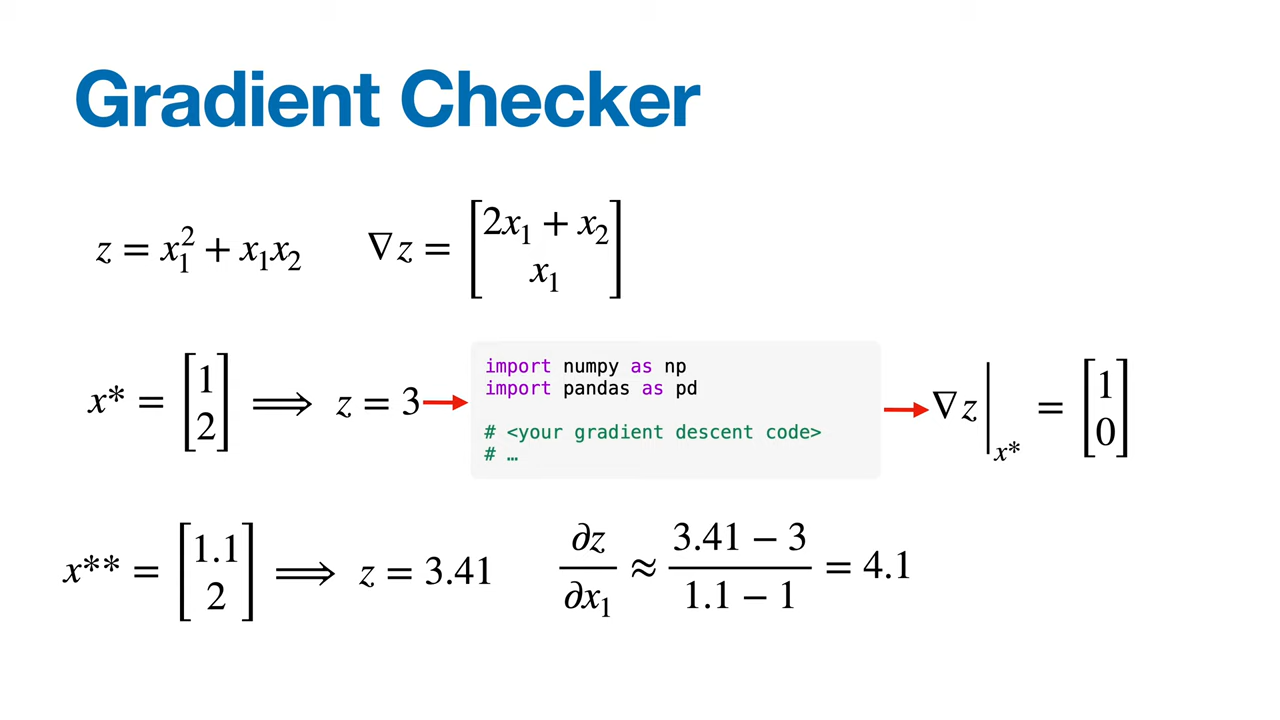 Gradient Checker
z = x₁² + x₁x₂ ∇z = [2x₁ + x₂; x₁]
x* = [1; 2] ⟹ z = 3
import numpy as np
import pandas as pd
# <your gradient descent code>
# …
∇z|ₓ* = [1; 0]
x** = [1.1; 2] ⟹ z = 3.41 ∂z/∂x₁ ≈ (3.41 − 3)/(1.1 − 1) = 4.1